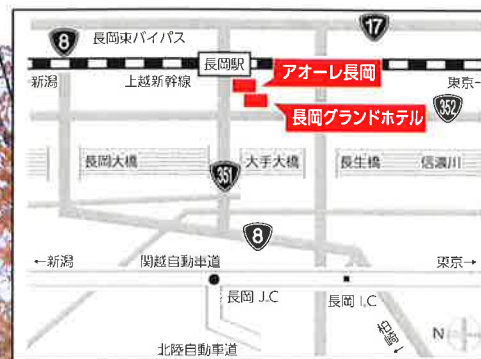 17
8
長岡東バイパス
長岡駅
アオーレ長岡
新潟
上越新幹線
東京
352
長岡グランドホテル
長岡大橋
351
大手大橋
長生橋
信濃川
8
←新潟
関越自動車道
東京→
長岡 J.C
長岡 I.C
N
北陸自動車道